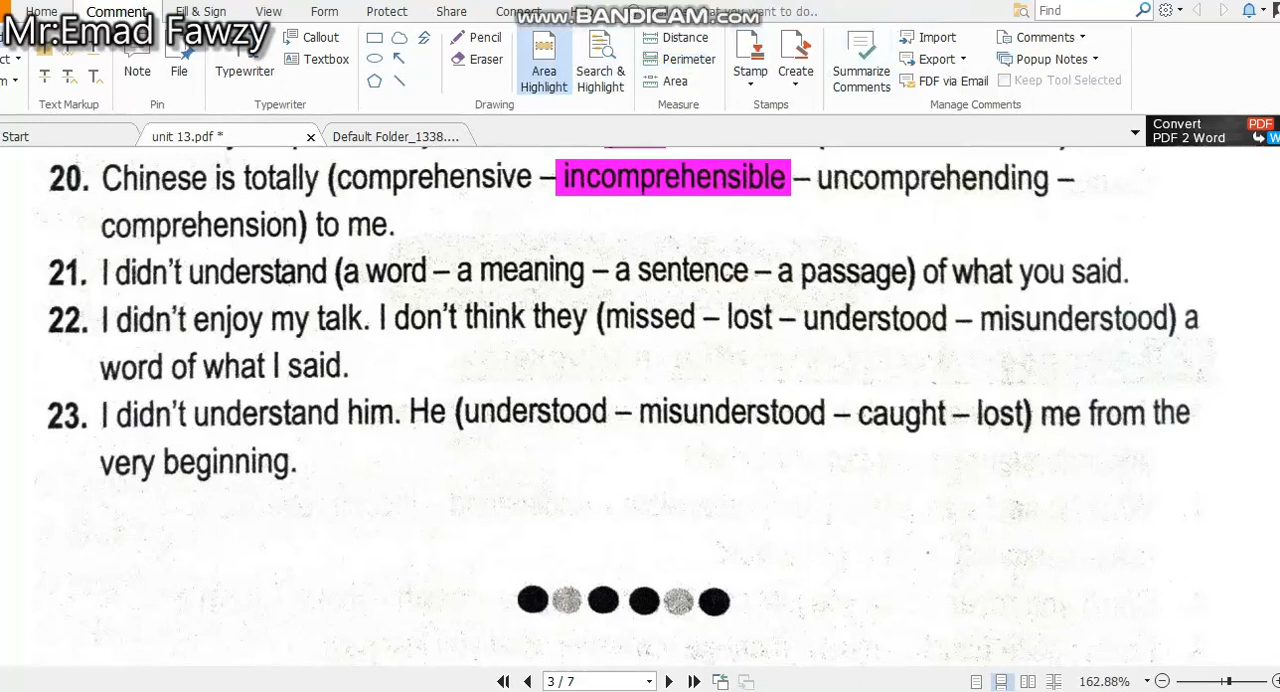 www.BANDICAM.com
Mr:Emad Fawzy
Home Comment Fill & Sign View Form Protect Share Connect to do.. Find
Callout Pencil Distance Import Comments
Note File Typewriter Textbox Eraser Area Highlight Search & Highlight Perimeter Stamp Create Summarize Comments Export Popup Notes
Area FDF via Email Keep Tool Selected
Text Markup Pin Typewriter Drawing Measure Stamps Manage Comments
Start unit 13.pdf * Default Folder_1338.... Convert PDF
PDF 2 Word
20. Chinese is totally (comprehensive – incomprehensible – uncomprehending –
comprehension) to me.
21. I didn't understand (a word – a meaning – a sentence – a passage) of what you said.
22. I didn't enjoy my talk. I don't think they (missed – lost – understood – misunderstood) a
word of what I said.
23. I didn't understand him. He (understood – misunderstood – caught – lost) me from the
very beginning.
3 / 7 162.88%